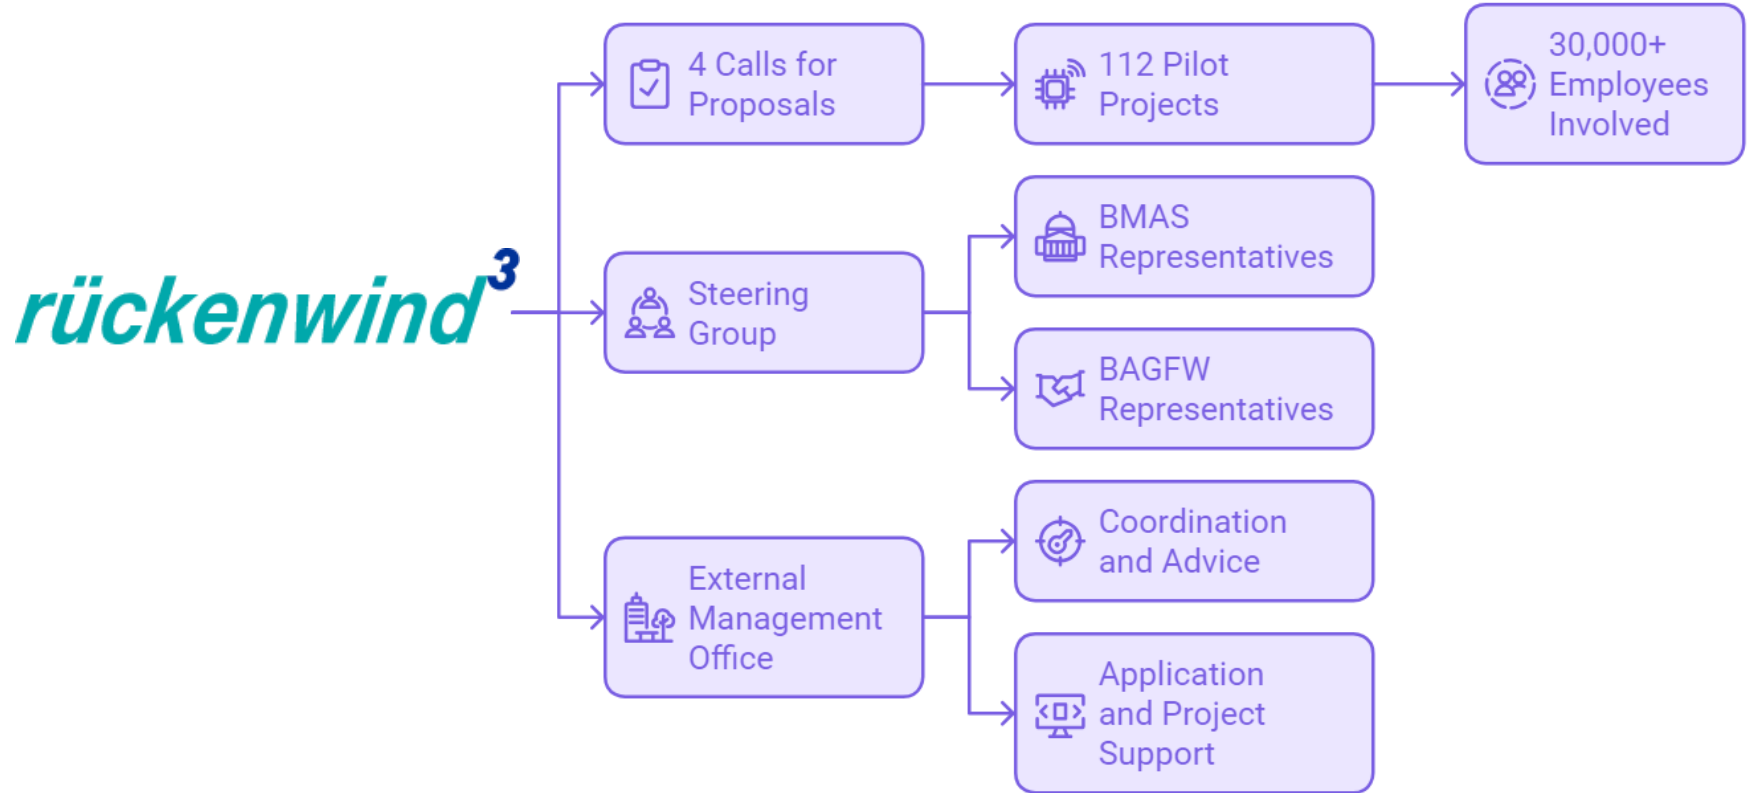 rückenwind³
4 Calls for
Proposals
112 Pilot
Projects
30,000+
Employees
Involved
Steering
Group
BMAS
Representatives
BAGFW
Representatives
External
Management
Office
Coordination
and Advice
Application
and Project
Support